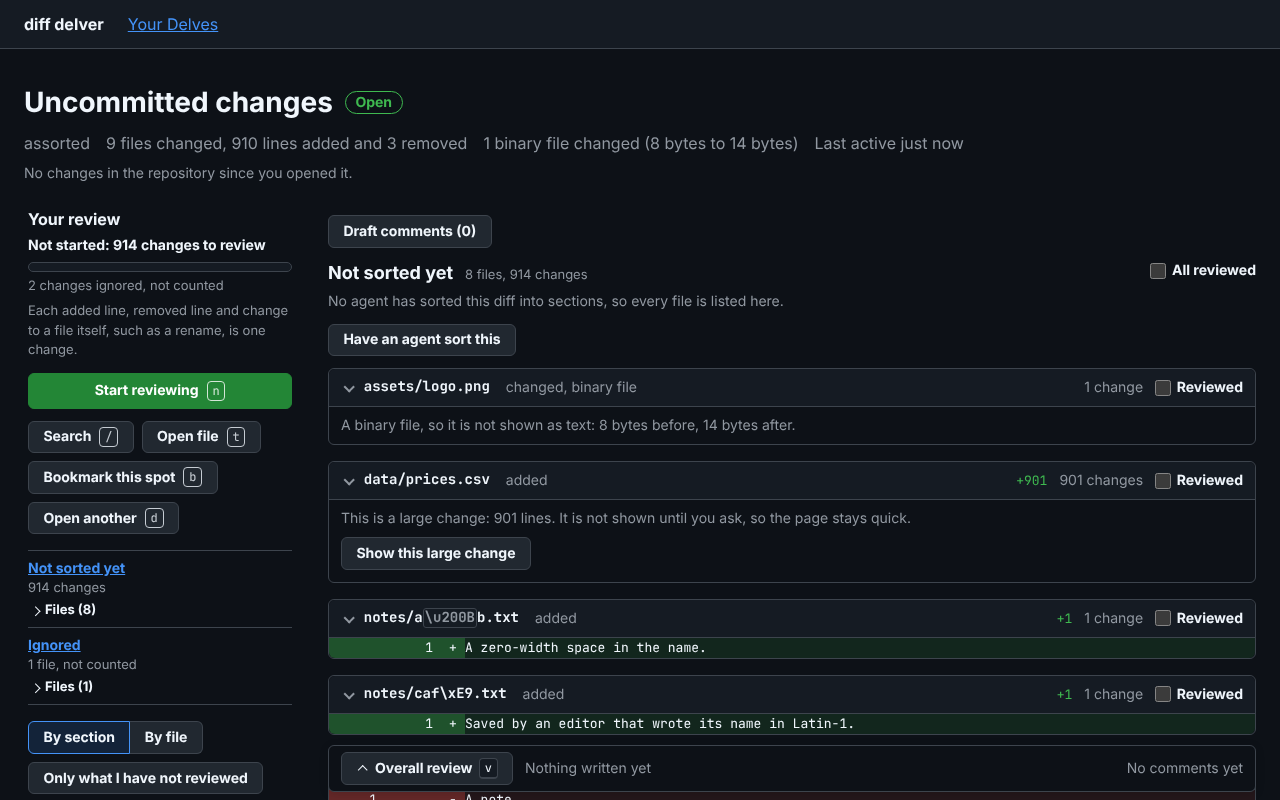 diff delver Your Delves
Uncommitted changes Open
assorted 9 files changed, 910 lines added and 3 removed 1 binary file changed (8 bytes to 14 bytes) Last active just now
No changes in the repository since you opened it.
Your review
Not started: 914 changes to review
2 changes ignored, not counted
Each added line, removed line and change
to a file itself, such as a rename, is one
change.
Start reviewing n
Search / Open file t
Bookmark this spot b
Open another d
Not sorted yet
914 changes
Files (8)
Ignored
1 file, not counted
Files (1)
By section By file
Only what I have not reviewed
Draft comments (0)
Not sorted yet 8 files, 914 changes All reviewed
No agent has sorted this diff into sections, so every file is listed here.
Have an agent sort this
assets/logo.png changed, binary file 1 change Reviewed
A binary file, so it is not shown as text: 8 bytes before, 14 bytes after.
data/prices.csv added +901 901 changes Reviewed
This is a large change: 901 lines. It is not shown until you ask, so the page stays quick.
Show this large change
notes/a\u200Bb.txt added +1 1 change Reviewed
1 + A zero-width space in the name.
notes/caf\xE9.txt added +1 1 change Reviewed
1 + Saved by an editor that wrote its name in Latin-1.
Overall review v Nothing written yet No comments yet
1 - A note